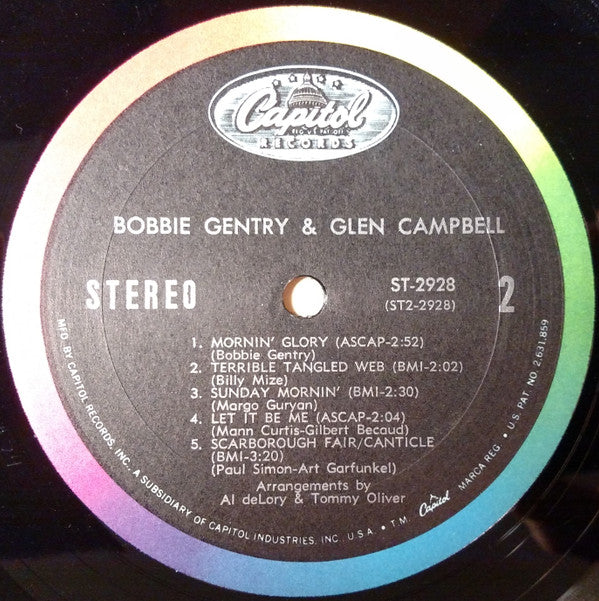 Capitol
REG. U.S. PAT. OFF.
RECORDS
BOBBIE GENTRY & GLEN CAMPBELL
STEREO
ST-2928
(ST2-2928)
2
1. MORNIN' GLORY (ASCAP-2:52)
(Bobbie Gentry)
2. TERRIBLE TANGLED WEB (BMI-2:02)
(Billy Mize)
3. SUNDAY MORNIN' (BMI-2:30)
(Margo Guryan)
4. LET IT BE ME (ASCAP-2:04)
(Mann Curtis-Gilbert Becaud)
5. SCARBOROUGH FAIR/CANTICLE
(BMI-3:20)
(Paul Simon-Art Garfunkel)
Arrangements by
Al deLory & Tommy Oliver
MFD. BY CAPITOL RECORDS, INC. A SUBSIDIARY OF CAPITOL INDUSTRIES, INC. U.S.A. • T.M. Capitol MARCA REG. • U.S. PAT. NO. 2,631,859